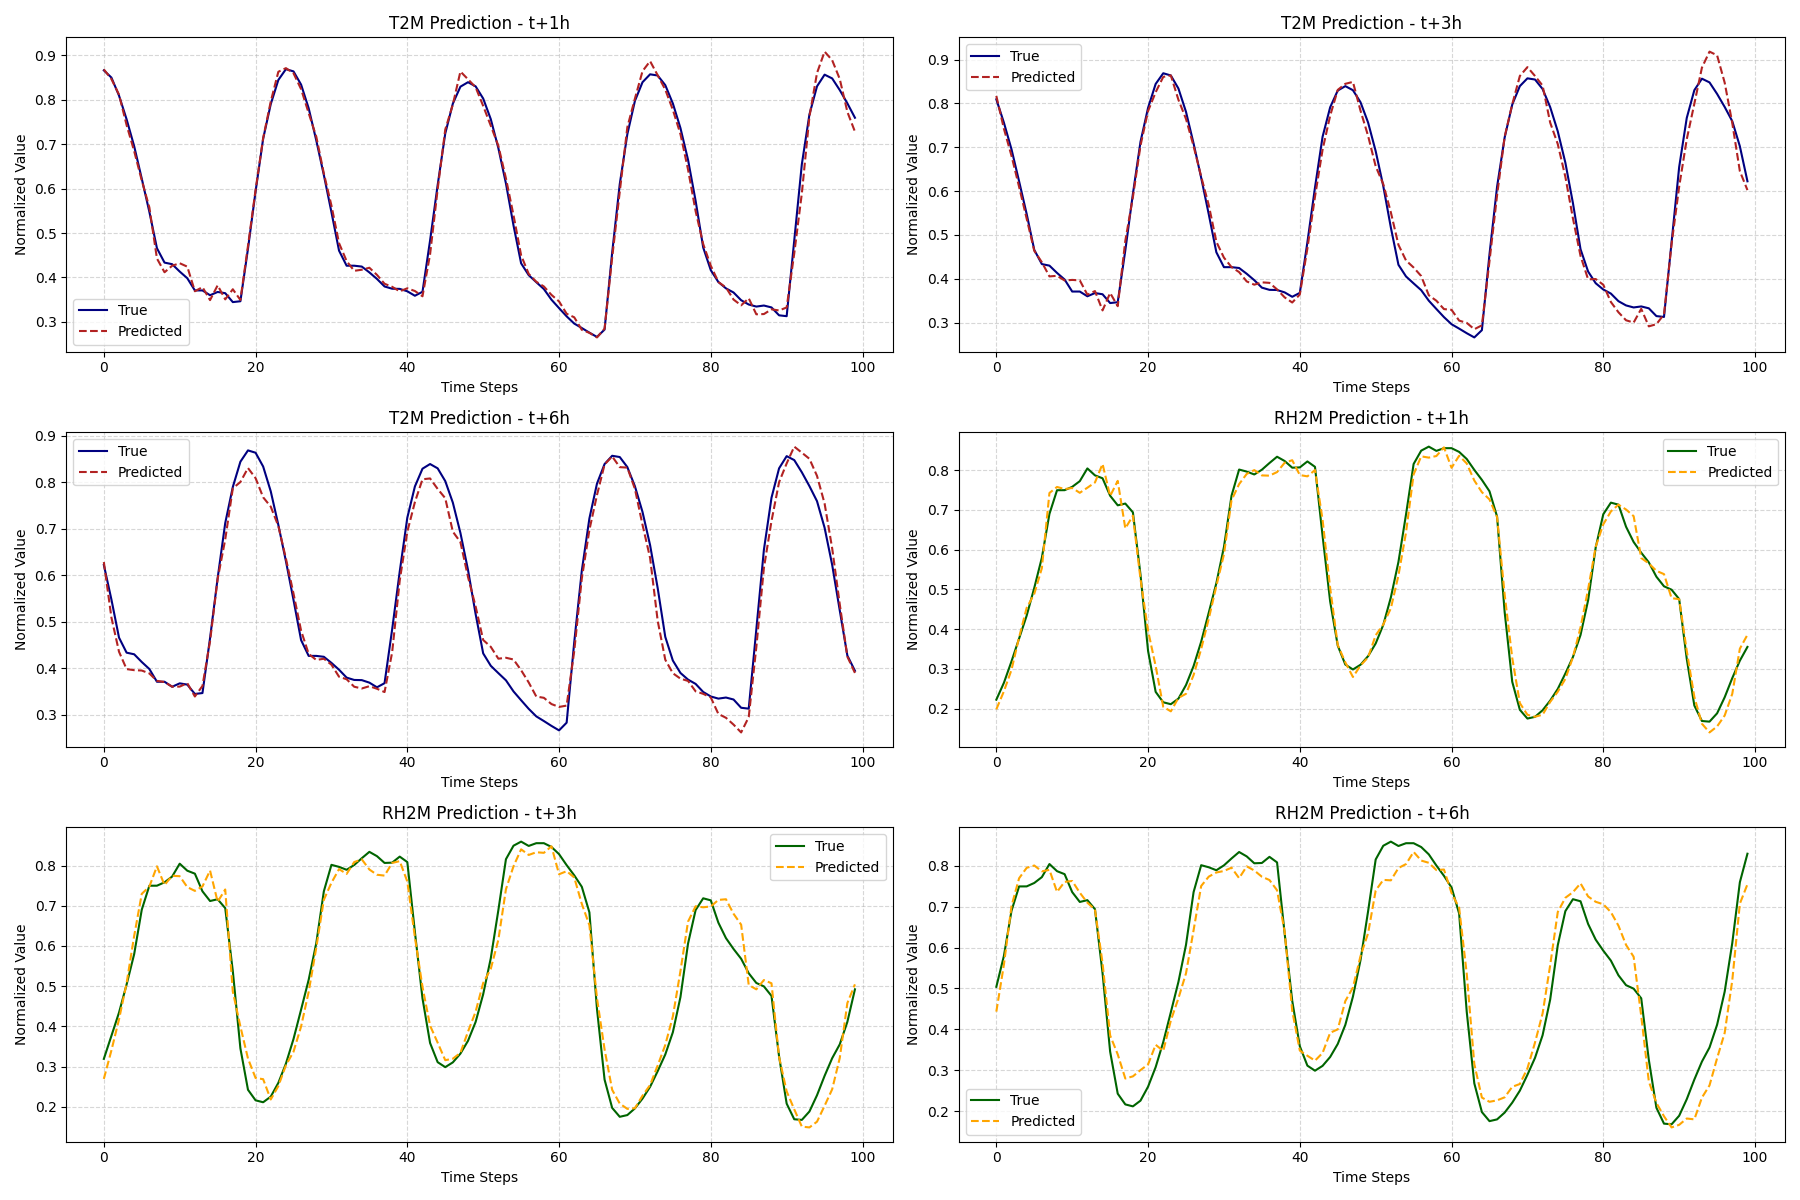 T2M Prediction - t+1h
Normalized Value
0.9
0.8
0.7
0.6
0.5
0.4
0.3
True
Predicted
0 20 40 60 80 100
Time Steps
T2M Prediction - t+3h
Normalized Value
0.9
0.8
0.7
0.6
0.5
0.4
0.3
True
Predicted
0 20 40 60 80 100
Time Steps
T2M Prediction - t+6h
Normalized Value
0.9
0.8
0.7
0.6
0.5
0.4
0.3
True
Predicted
0 20 40 60 80 100
Time Steps
RH2M Prediction - t+1h
Normalized Value
0.8
0.7
0.6
0.5
0.4
0.3
0.2
True
Predicted
0 20 40 60 80 100
Time Steps
RH2M Prediction - t+3h
Normalized Value
0.8
0.7
0.6
0.5
0.4
0.3
0.2
True
Predicted
0 20 40 60 80 100
Time Steps
RH2M Prediction - t+6h
Normalized Value
0.8
0.7
0.6
0.5
0.4
0.3
0.2
True
Predicted
0 20 40 60 80 100
Time Steps